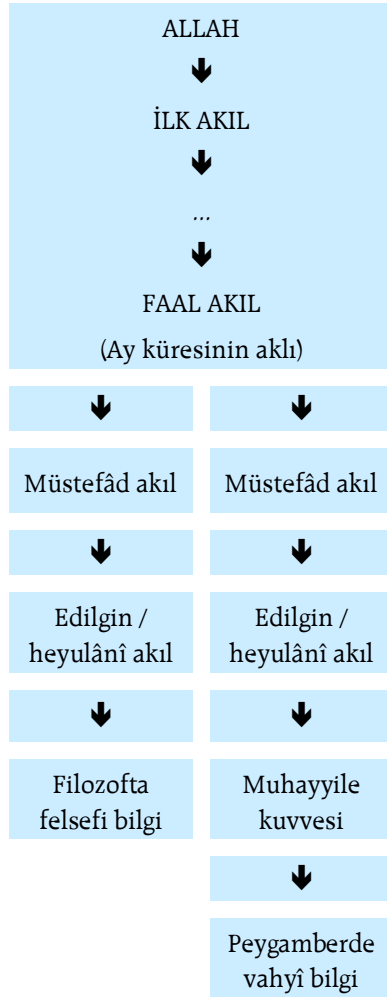 ALLAH
İLK AKIL
...
FAAL AKIL
(Ay küresinin aklı)
Müstefâd akıl
Müstefâd akıl
Edilgin /
heyulânî akıl
Edilgin /
heyulânî akıl
Filozofta
felsefi bilgi
Muhayyile
kuvvesi
Peygamberde
vahyî bilgi